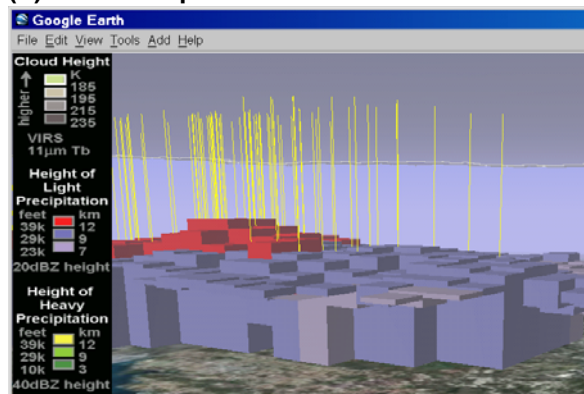 Google Earth
File Edit View Tools Add Help
Cloud Height
higher
K
185
195
215
235
VIRS
11μm Tb
Height of
Light
Precipitation
feet km
39k 12
29k 9
23k 7
20dBZ height
Height of
Heavy
Precipitation
feet km
39k 12
29k 9
10k 3
40dBZ height